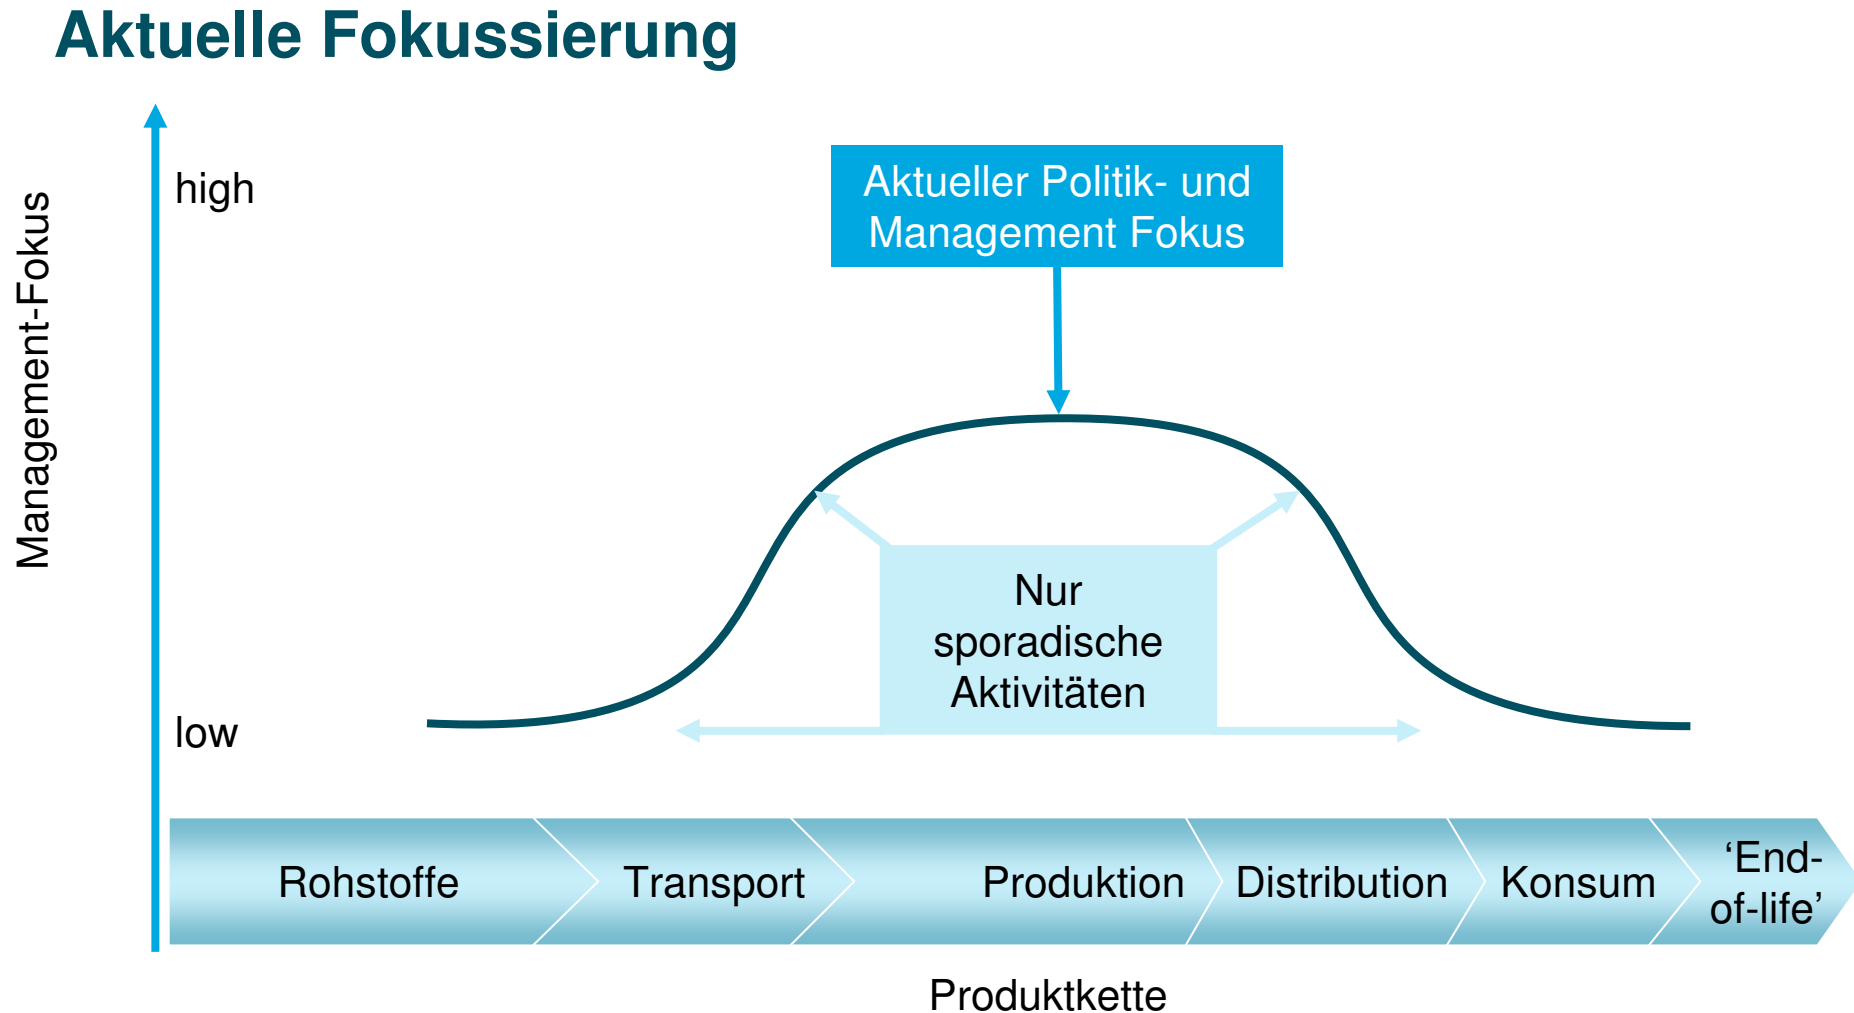 Aktuelle Fokussierung
Management-Fokus
high
Aktueller Politik- und
Management Fokus
Nur
sporadische
Aktivitäten
low
Rohstoffe
Transport
Produktion
Distribution
Konsum
‘End-
of-life’
Produktkette